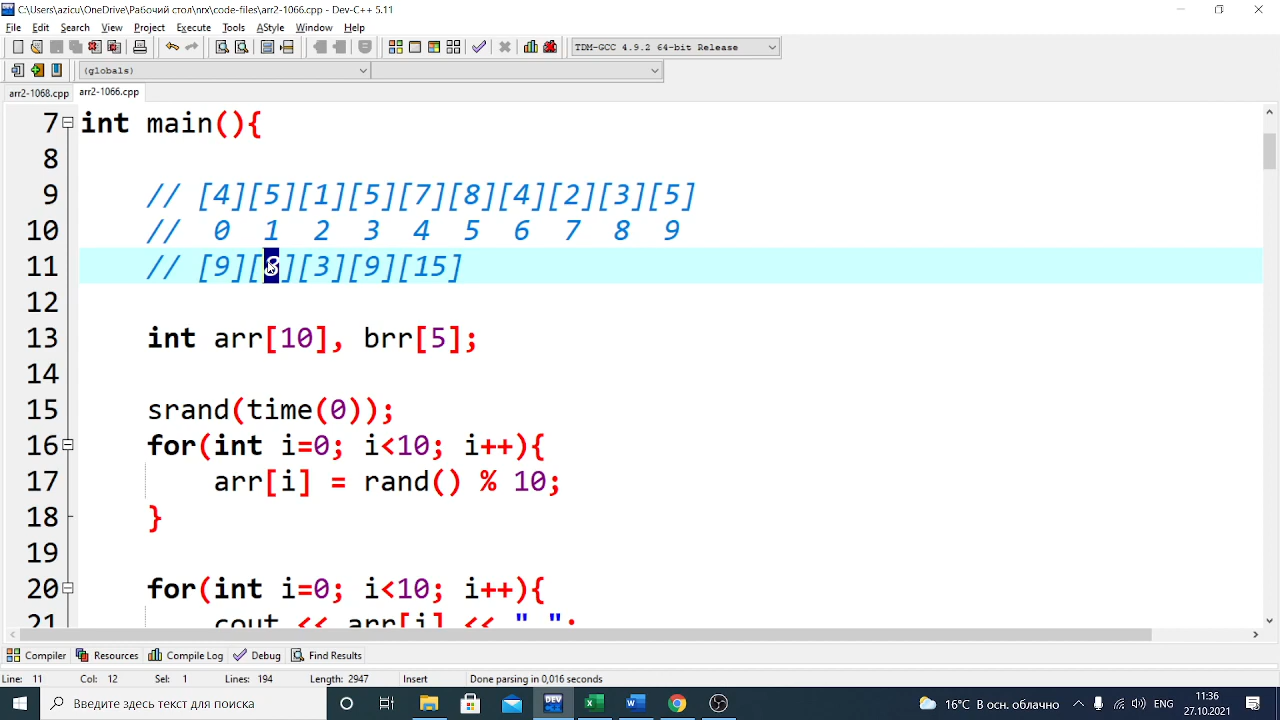 C:\Users\azicu\OneDrive\Рабочий стол\prx\code-files\arr2-1066.cpp - Dev-C++ 5.11
File Edit Search View Project Execute Tools AStyle Window Help
TDM-GCC 4.9.2 64-bit Release
(globals)
arr2-1068.cpp arr2-1066.cpp
7 int main(){
8
9 // [4][5][1][5][7][8][4][2][3][5]
10 // 0 1 2 3 4 5 6 7 8 9
11 // [9][8][3][9][15]
12
13 int arr[10], brr[5];
14
15 srand(time(0));
16 for(int i=0; i<10; i++){
17 arr[i] = rand() % 10;
18 }
19
20 for(int i=0; i<10; i++){
21 cout << arr[i] << " ";
Compiler Resources Compile Log Debug Find Results
Line: 11 Col: 12 Sel: 1 Lines: 194 Length: 2947 Insert Done parsing in 0,016 seconds
Введите здесь текст для поиска
DEV
16°C В осн. облачно ENG 11:36
27.10.2021